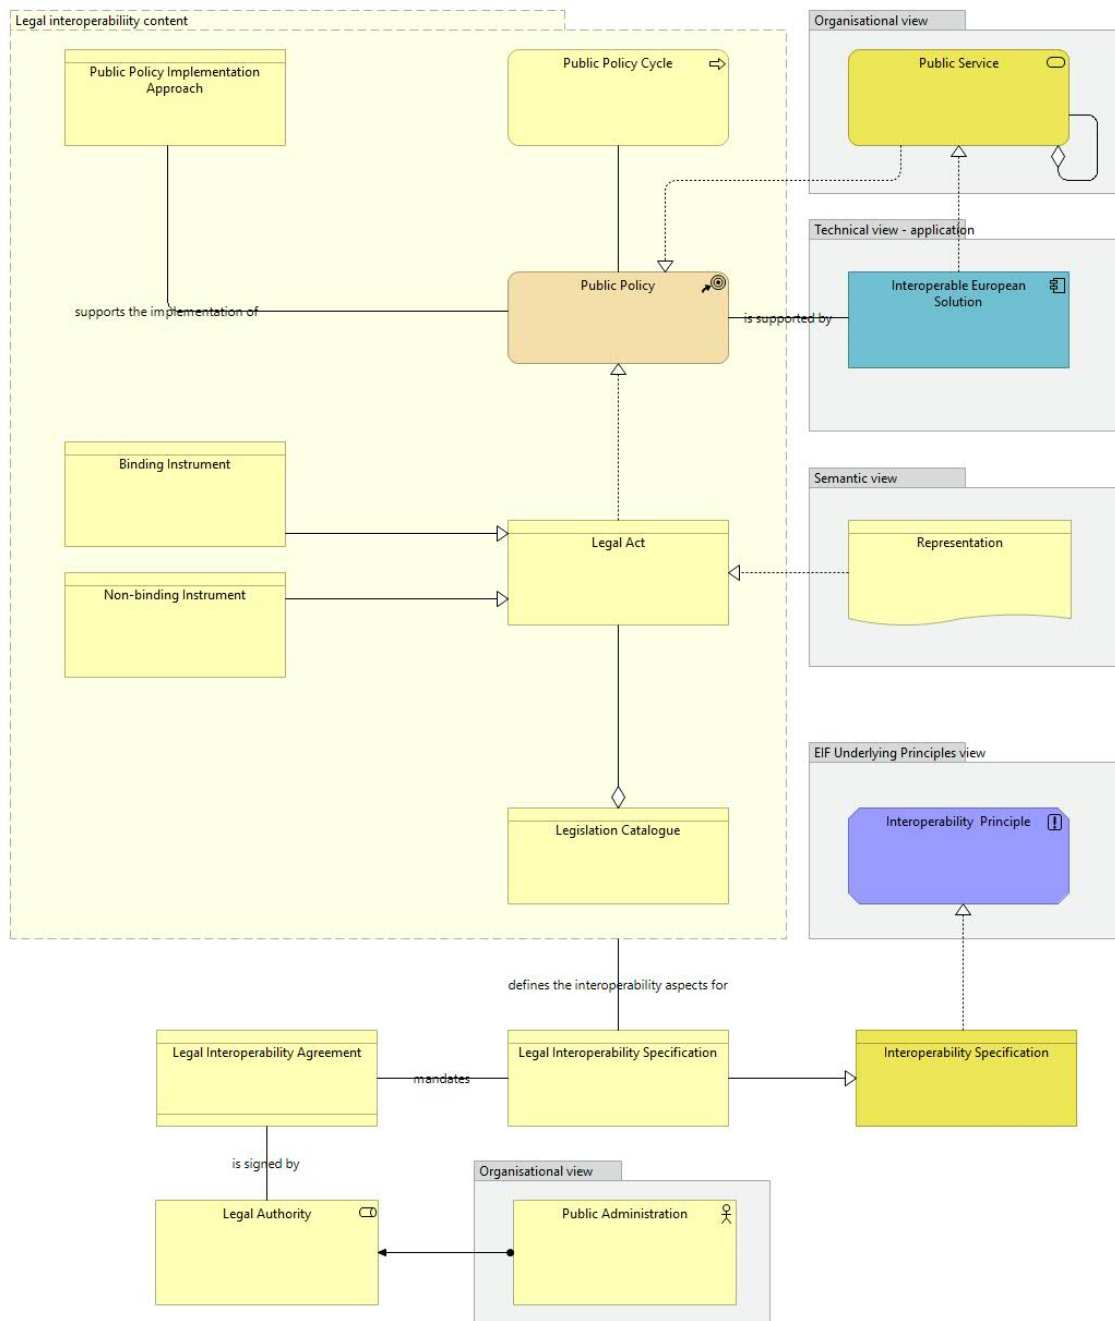 Legal interoperability content
Public Policy Implementation
Approach
Public Policy Cycle
Organisational view
Public Service
Technical view - application
Public Policy
Interoperable European
Solution
supports the implementation of
is supported by
Binding Instrument
Semantic view
Legal Act
Representation
Non-binding Instrument
EIF Underlying Principles view
Legislation Catalogue
Interoperability Principle
defines the interoperability aspects for
Legal Interoperability Agreement
Legal Interoperability Specification
Interoperability Specification
mandates
is signed by
Organisational view
Legal Authority
Public Administration